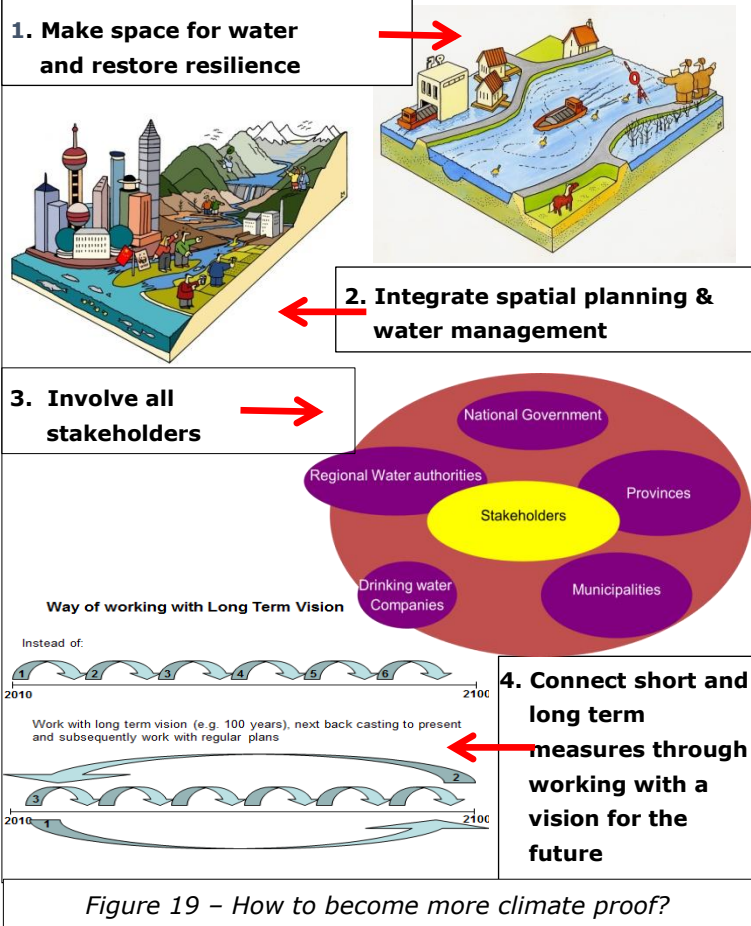 1. Make space for water
and restore resilience
2. Integrate spatial planning &
water management
3. Involve all
stakeholders
National Government
Regional Water authorities
Provinces
Stakeholders
Drinking water
Companies
Municipalities
Way of working with Long Term Vision
Instead of:
1 2 3 4 5 6
2010 2100
Work with long term vision (e.g. 100 years), next back casting to present
and subsequently work with regular plans
2
3
2010 1 2100
4. Connect short and
long term
measures through
working with a
vision for the
future
Figure 19 – How to become more climate proof?